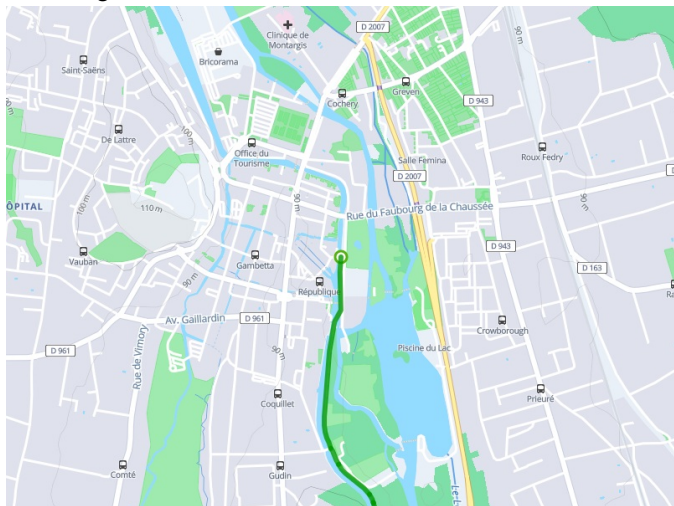 D 2007
Clinique de
Montargis
Bricorama
Saint-Saëns
90 m
Greven
Cochery
D 943
100 m
De Lattre
Office du
Tourisme
Salle Femina
Roux Fedry
D 2007
ÔPITAL
100 m
110 m
90 m
Rue du Faubourg de la Chaussée
Vauban
Gambetta
D 943
D 163
90 m
République
Av. Gaillardin
D 961
Crowborough
D 961
Rue de Vimory
90 m
Piscine du Lac
Coquillet
Prieuré
Comté
Gudin